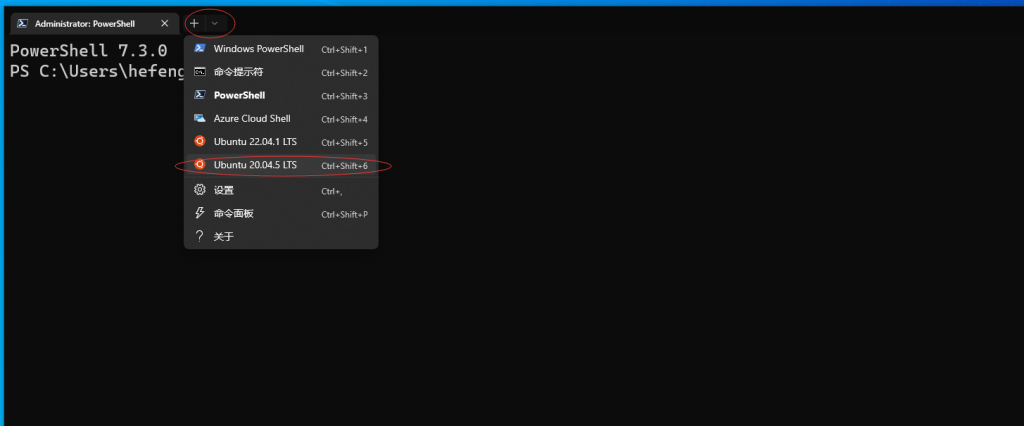 Administrator: PowerShell
PowerShell 7.3.0
PS C:\Users\hefeng
Windows PowerShell Ctrl+Shift+1
命令提示符 Ctrl+Shift+2
PowerShell Ctrl+Shift+3
Azure Cloud Shell Ctrl+Shift+4
Ubuntu 22.04.1 LTS Ctrl+Shift+5
Ubuntu 20.04.5 LTS Ctrl+Shift+6
设置 Ctrl+,
命令面板 Ctrl+Shift+P
关于